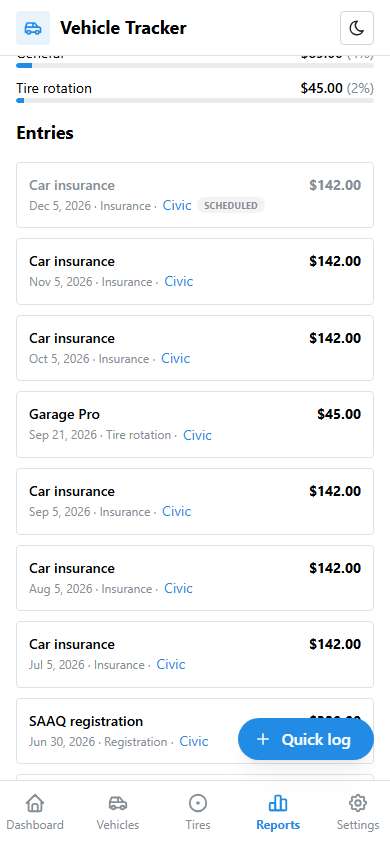 Vehicle Tracker
Tire rotation $45.00 (2%)
Entries
Car insurance $142.00
Dec 5, 2026 · Insurance · Civic SCHEDULED
Car insurance $142.00
Nov 5, 2026 · Insurance · Civic
Car insurance $142.00
Oct 5, 2026 · Insurance · Civic
Garage Pro $45.00
Sep 21, 2026 · Tire rotation · Civic
Car insurance $142.00
Sep 5, 2026 · Insurance · Civic
Car insurance $142.00
Aug 5, 2026 · Insurance · Civic
Car insurance $142.00
Jul 5, 2026 · Insurance · Civic
SAAQ registration
Jun 30, 2026 · Registration · Civic
+ Quick log
Dashboard Vehicles Tires Reports Settings